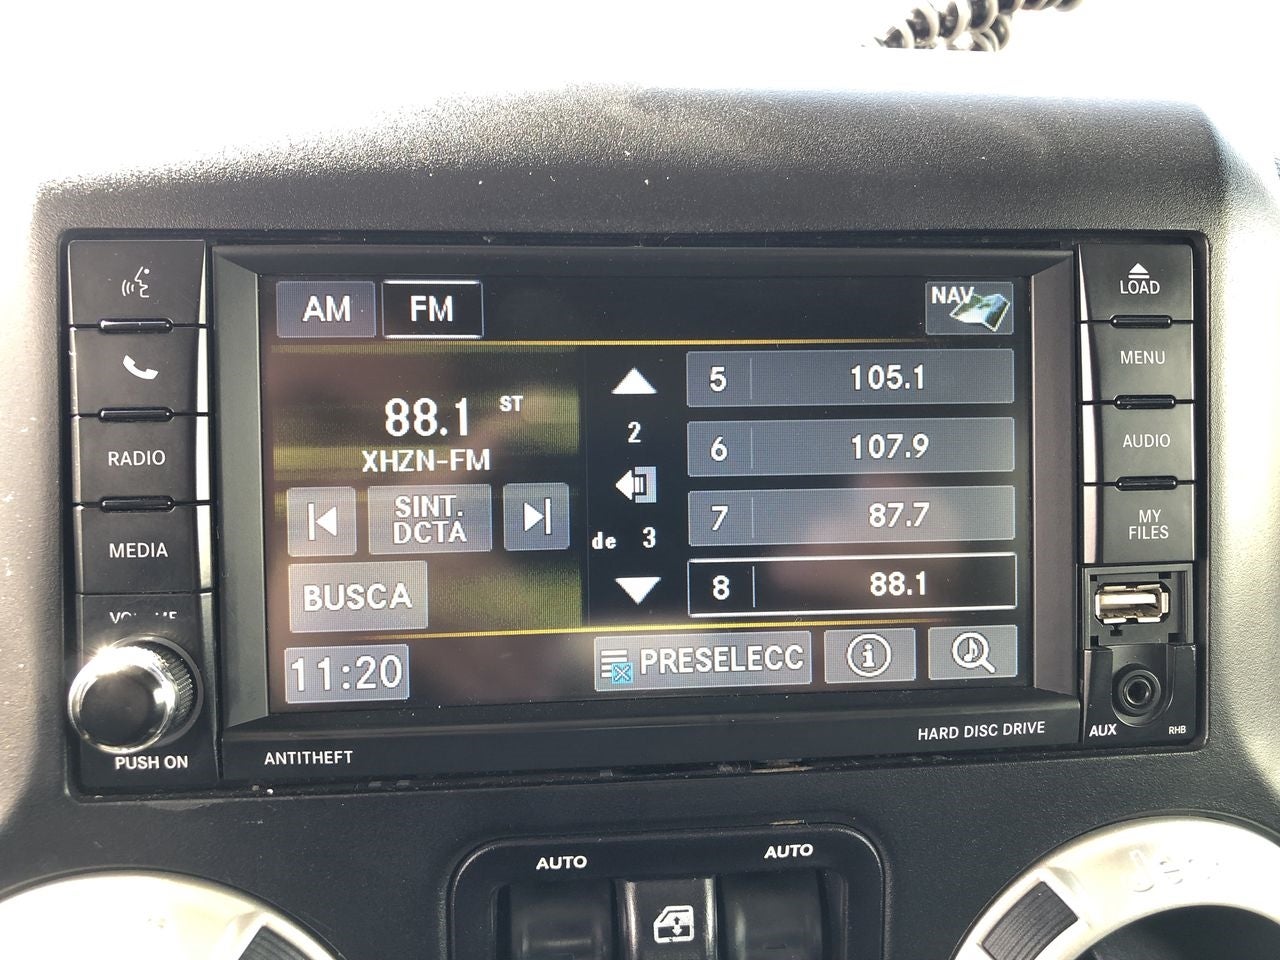 AM
FM
NAV
88.1 ST
XHZN-FM
SINT.
DCTA
BUSCA
11:20
2
de 3
5 105.1
6 107.9
7 87.7
8 88.1
PRESELECC
i
RADIO
MEDIA
PUSH ON
ANTITHEFT
HARD DISC DRIVE
LOAD
MENU
AUDIO
MY
FILES
AUX
RHB
AUTO
AUTO
Jeep